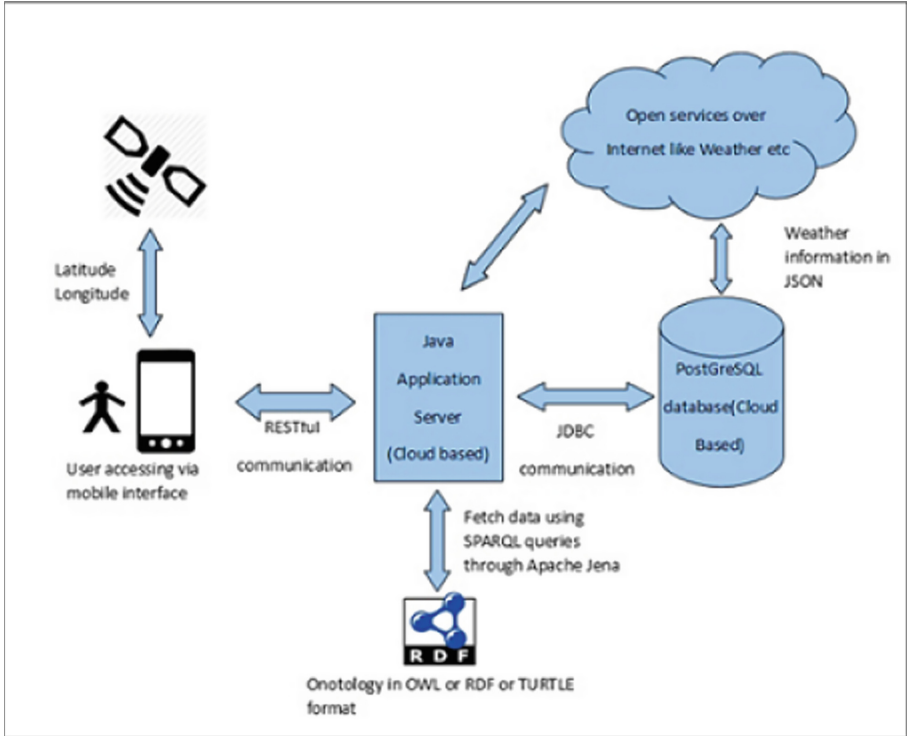 Open services over
Internet like Weather etc
Latitude
Longitude
Weather
information in
JSON
Java
Application
Server
(Cloud based)
PostGreSQL
database(Cloud
Based)
RESTful
communication
JDBC
communication
User accessing via
mobile interface
Fetch data using
SPARQL queries
through Apache Jena
RDF
Onotology in OWL or RDF or TURTLE
format